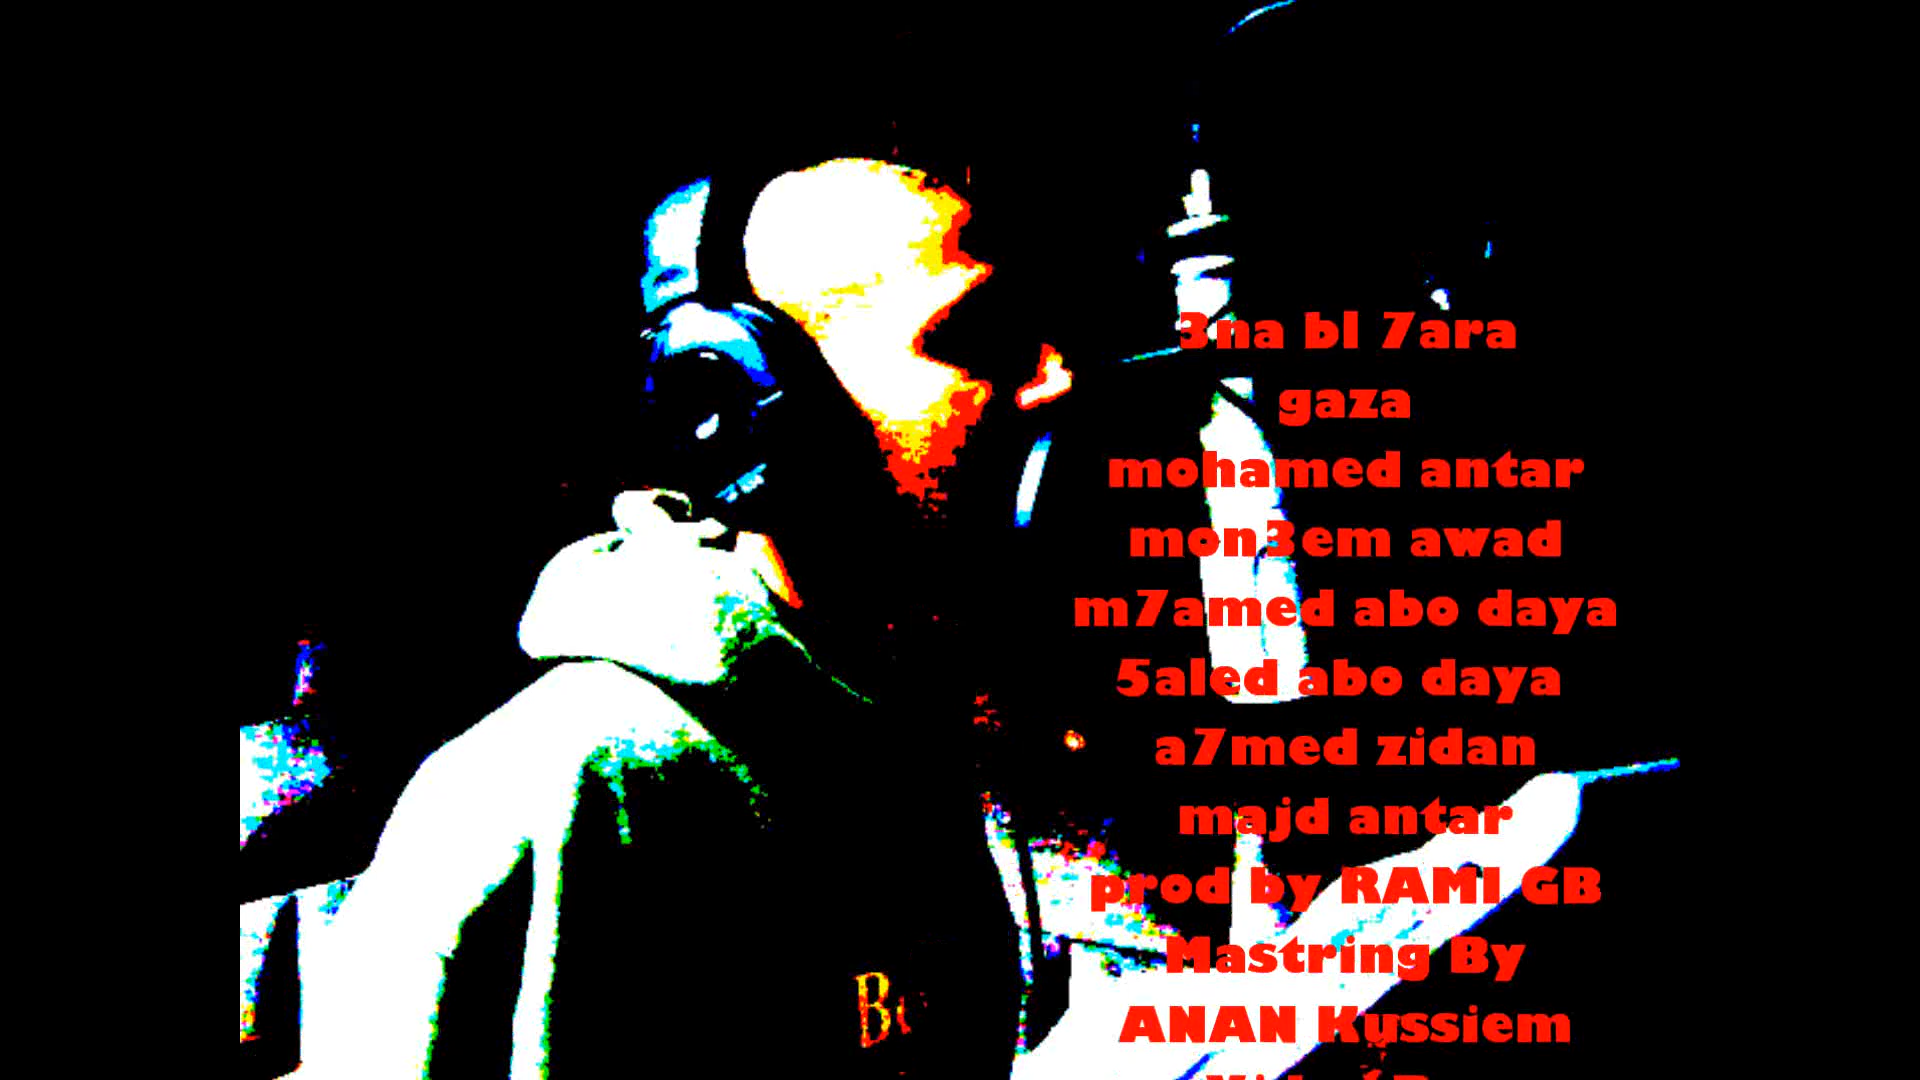 3na bl 7ara
gaza
mohamed antar
mon3em awad
m7amed abo daya
5aled abo daya
a7med zidan
majd antar
prod by RAMI GB
Mastring By
ANAN Kussiem